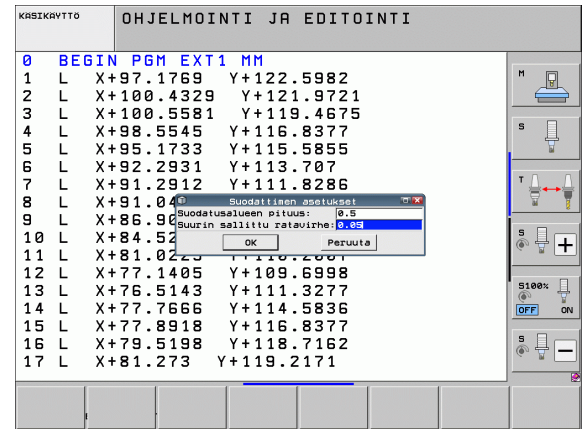 KÄSIKÄYTTÖ
OHJELMOINTI JA EDITOINTI
0 BEGIN PGM EXT1 MM
1 L X+97.1769 Y+122.5982
2 L X+100.4329 Y+121.9721
3 L X+100.5581 Y+119.4675
4 L X+98.5545 Y+116.8377
5 L X+95.1733 Y+115.5855
6 L X+92.2931 Y+113.707
7 L X+91.2912 Y+111.8286
8 L X+91.04
Suodattimen asetukset
Suodatusalueen pituus: 0.5
Suurin sallittu ratavirhe: 0.05
OK Peruuta
9 L X+86.90
10 L X+84.52
11 L X+81.0223
12 L X+77.1405 Y+109.6998
13 L X+76.5143 Y+111.3277
14 L X+77.7666 Y+114.5836
15 L X+77.8918 Y+116.8377
16 L X+79.5198 Y+118.7162
17 L X+81.273 Y+119.2171
M
S
T
S
S100%
OFF ON
S